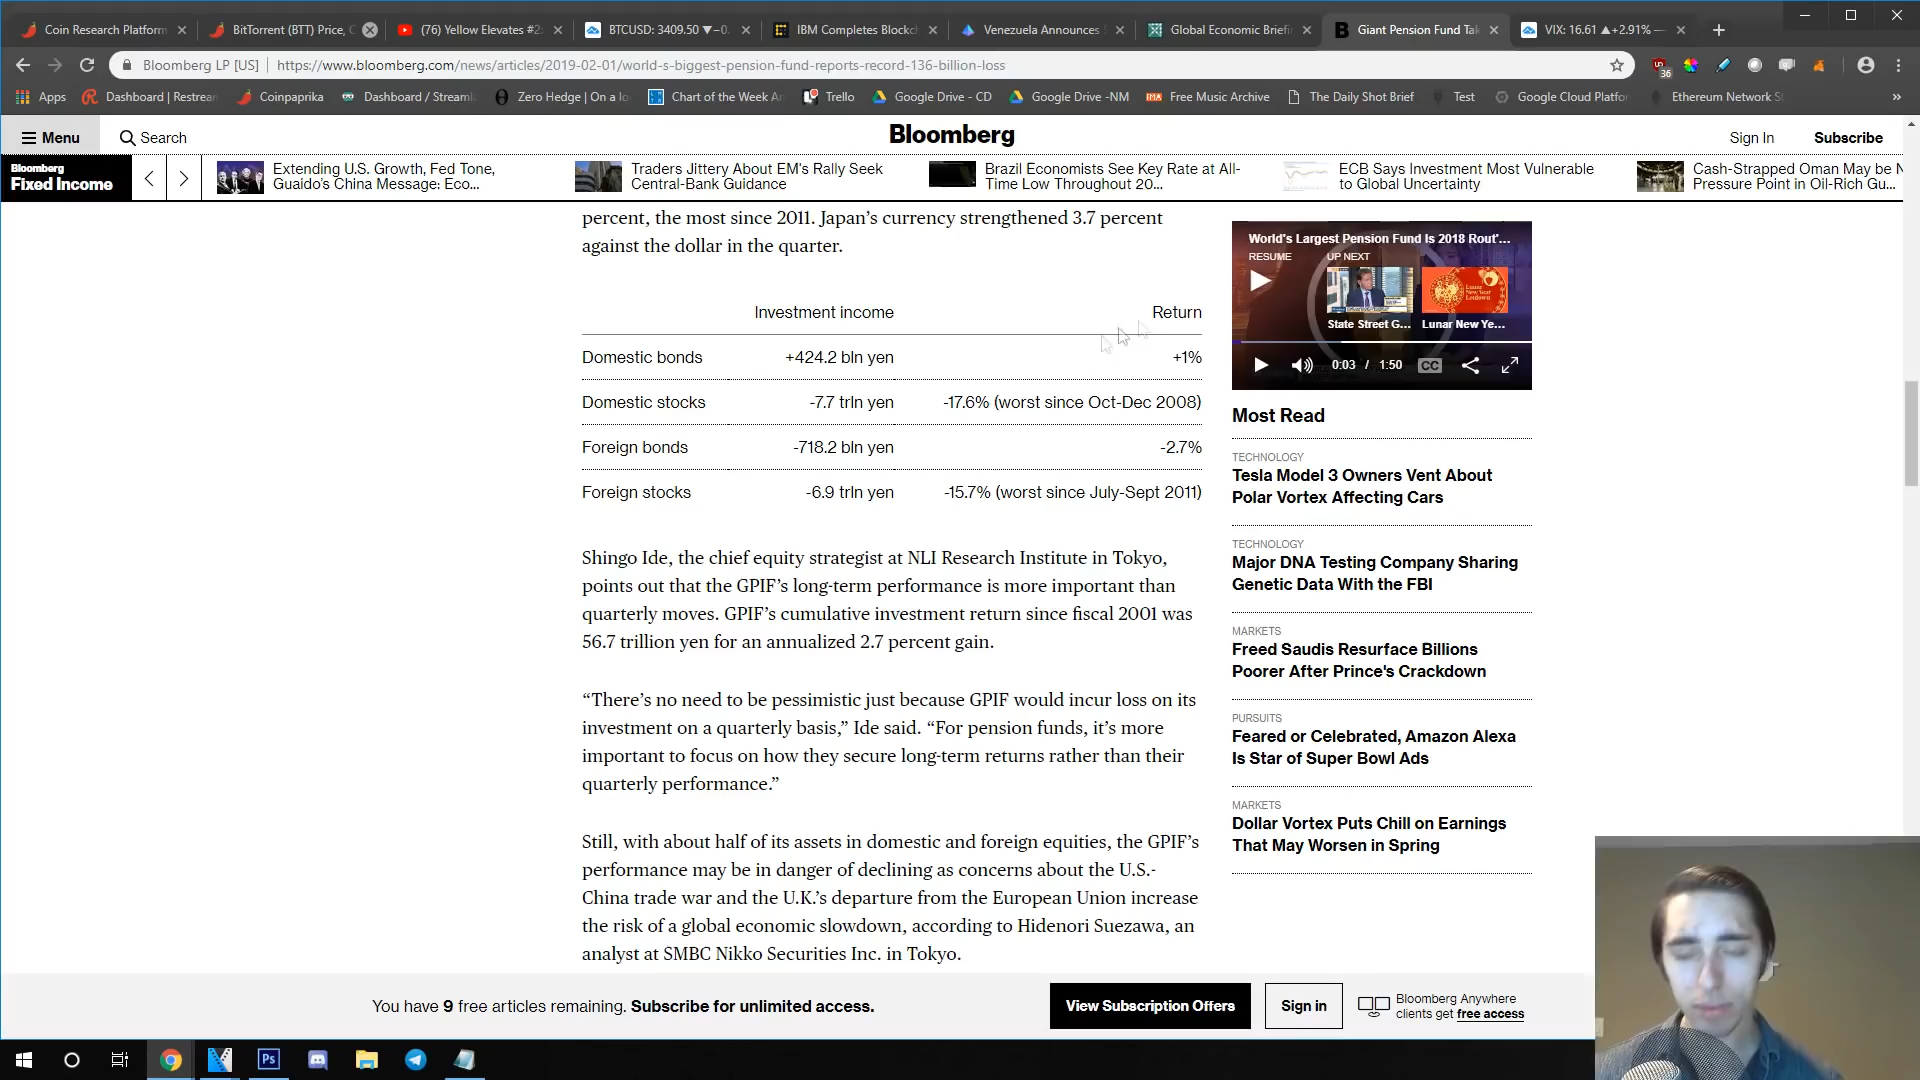 Coin Research Platform
BitTorrent (BTT) Price, C
(76) Yellow Elevates #2
BTCUSD: 3409.50 ▼−0.
IBM Completes Blockch
Venezuela Announces
Global Economic Briefi
Giant Pension Fund Tak
VIX: 16.61 ▲+2.91% —
Bloomberg LP [US] | https://www.bloomberg.com/news/articles/2019-02-01/world-s-biggest-pension-fund-reports-record-136-billion-loss
36
Apps
Dashboard | Restrea
Coinpaprika
Dashboard / Streaml
Zero Hedge | On a lo
Chart of the Week Ar
Trello
Google Drive - CD
Google Drive -NM
Free Music Archive
The Daily Shot Brief
Test
Google Cloud Platfor
Ethereum Network St
»
Menu
Search
Bloomberg
Sign In
Subscribe
Bloomberg
Fixed Income
Extending U.S. Growth, Fed Tone,
Guaido's China Message: Eco...
Traders Jittery About EM's Rally Seek
Central-Bank Guidance
Brazil Economists See Key Rate at All-
Time Low Throughout 20...
ECB Says Investment Most Vulnerable
to Global Uncertainty
Cash-Strapped Oman May be N
Pressure Point in Oil-Rich Gu...
percent, the most since 2011. Japan's currency strengthened 3.7 percent
against the dollar in the quarter.
Investment income Return
Domestic bonds +424.2 bln yen +1%
Domestic stocks -7.7 trln yen -17.6% (worst since Oct-Dec 2008)
Foreign bonds -718.2 bln yen -2.7%
Foreign stocks -6.9 trln yen -15.7% (worst since July-Sept 2011)
Shingo Ide, the chief equity strategist at NLI Research Institute in Tokyo,
points out that the GPIF's long-term performance is more important than
quarterly moves. GPIF's cumulative investment return since fiscal 2001 was
56.7 trillion yen for an annualized 2.7 percent gain.
“There's no need to be pessimistic just because GPIF would incur loss on its
investment on a quarterly basis,” Ide said. “For pension funds, it's more
important to focus on how they secure long-term returns rather than their
quarterly performance.”
Still, with about half of its assets in domestic and foreign equities, the GPIF's
performance may be in danger of declining as concerns about the U.S.-
China trade war and the U.K.'s departure from the European Union increase
the risk of a global economic slowdown, according to Hidenori Suezawa, an
analyst at SMBC Nikko Securities Inc. in Tokyo.
World's Largest Pension Fund Is 2018 Rout'...
RESUME
UP NEXT
State Street G...
Lunar New Ye...
0:03 / 1:50
CC
Most Read
TECHNOLOGY
Tesla Model 3 Owners Vent About
Polar Vortex Affecting Cars
TECHNOLOGY
Major DNA Testing Company Sharing
Genetic Data With the FBI
MARKETS
Freed Saudis Resurface Billions
Poorer After Prince's Crackdown
PURSUITS
Feared or Celebrated, Amazon Alexa
Is Star of Super Bowl Ads
MARKETS
Dollar Vortex Puts Chill on Earnings
That May Worsen in Spring
You have 9 free articles remaining. Subscribe for unlimited access.
View Subscription Offers
Sign in
Bloomberg Anywhere
clients get free access
Ps